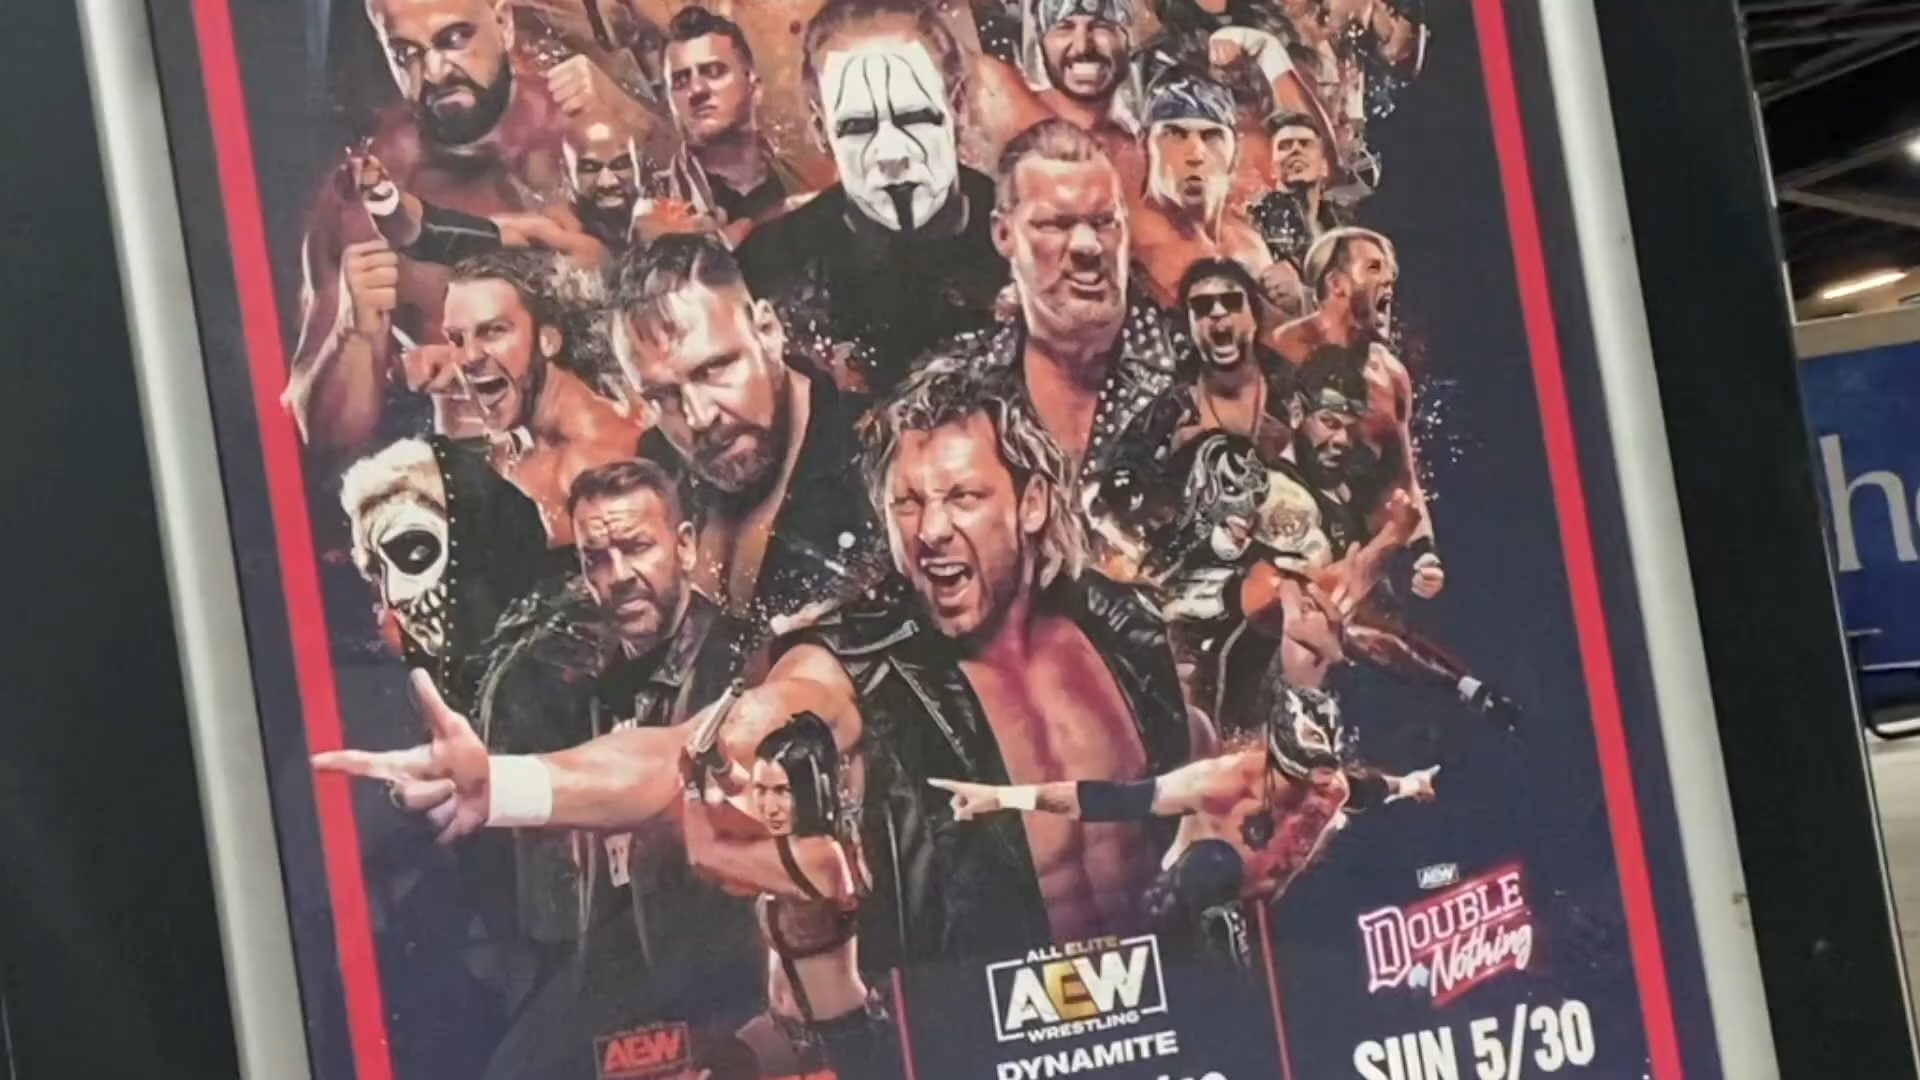 AEW
ALL ELITE
AEW
WRESTLING
DYNAMITE
AEW
DOUBLE
or Nothing
SUN 5/30